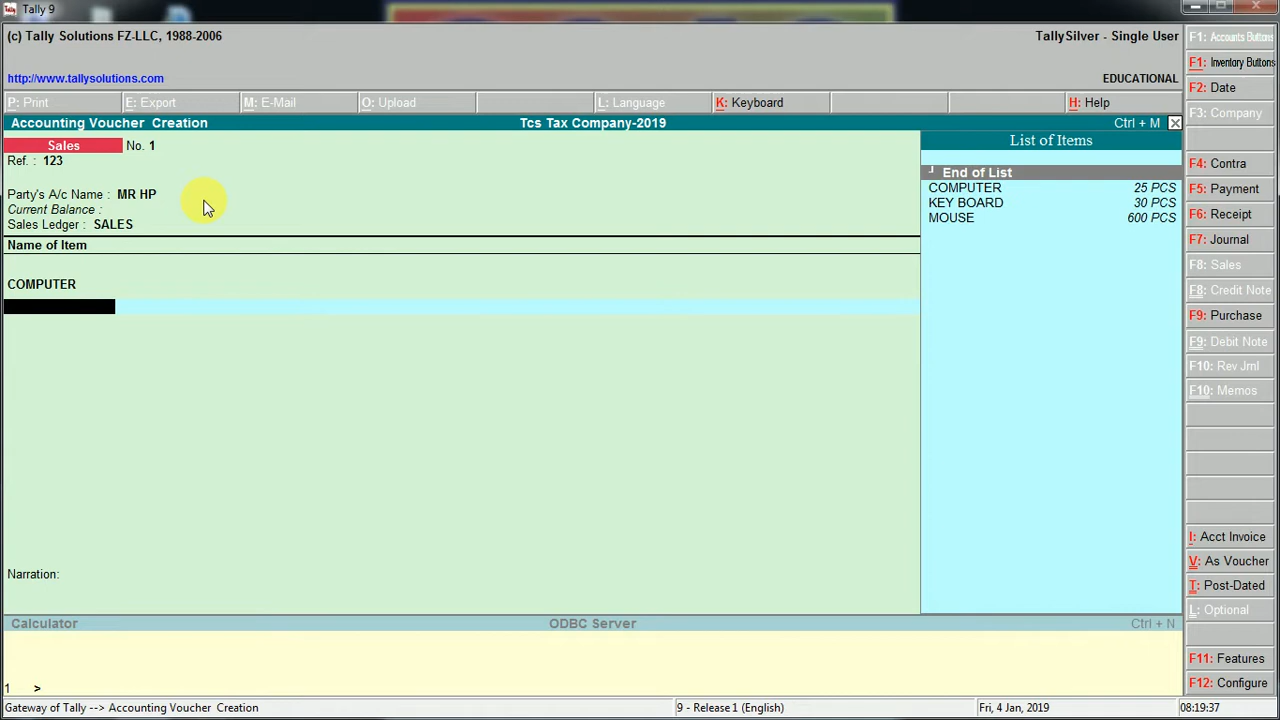 Tally 9
(c) Tally Solutions FZ-LLC, 1988-2006
TallySilver - Single User
http://www.tallysolutions.com
EDUCATIONAL
P: Print
E: Export
M: E-Mail
O: Upload
L: Language
K: Keyboard
H: Help
Accounting Voucher Creation
Tcs Tax Company-2019
Ctrl + M
Sales
No. 1
Ref. : 123
Party's A/c Name : MR HP
Current Balance :
Sales Ledger : SALES
Name of Item
COMPUTER
Narration:
List of Items
End of List
COMPUTER 25 PCS
KEY BOARD 30 PCS
MOUSE 600 PCS
F1: Accounts Buttons
F1: Inventory Buttons
F2: Date
F3: Company
F4: Contra
F5: Payment
F6: Receipt
F7: Journal
F8: Sales
F8: Credit Note
F9: Purchase
F9: Debit Note
F10: Rev Jrnl
F10: Memos
I: Acct Invoice
V: As Voucher
T: Post-Dated
L: Optional
F11: Features
F12: Configure
Calculator
ODBC Server
Ctrl + N
1 >
Gateway of Tally --> Accounting Voucher Creation
9 - Release 1 (English)
Fri, 4 Jan, 2019
08:19:37